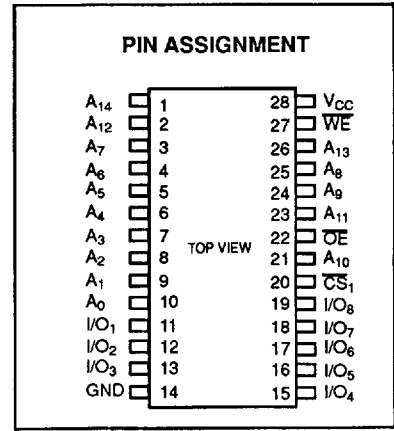 PIN ASSIGNMENT
A14 1 28 VCC
A12 2 27 WE
A7 3 26 A13
A6 4 25 A8
A5 5 24 A9
A4 6 23 A11
A3 7 22 OE
A2 8 TOP VIEW 21 A10
A1 9 20 CS1
A0 10 19 I/O8
I/O1 11 18 I/O7
I/O2 12 17 I/O6
I/O3 13 16 I/O5
GND 14 15 I/O4